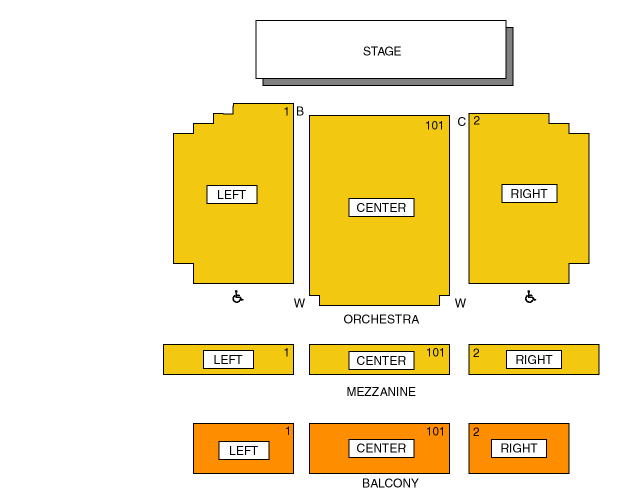 STAGE
1 B
101
C 2
LEFT
CENTER
RIGHT
W
W
ORCHESTRA
LEFT 1
CENTER 101
2 RIGHT
MEZZANINE
LEFT 1
CENTER 101
2 RIGHT
BALCONY